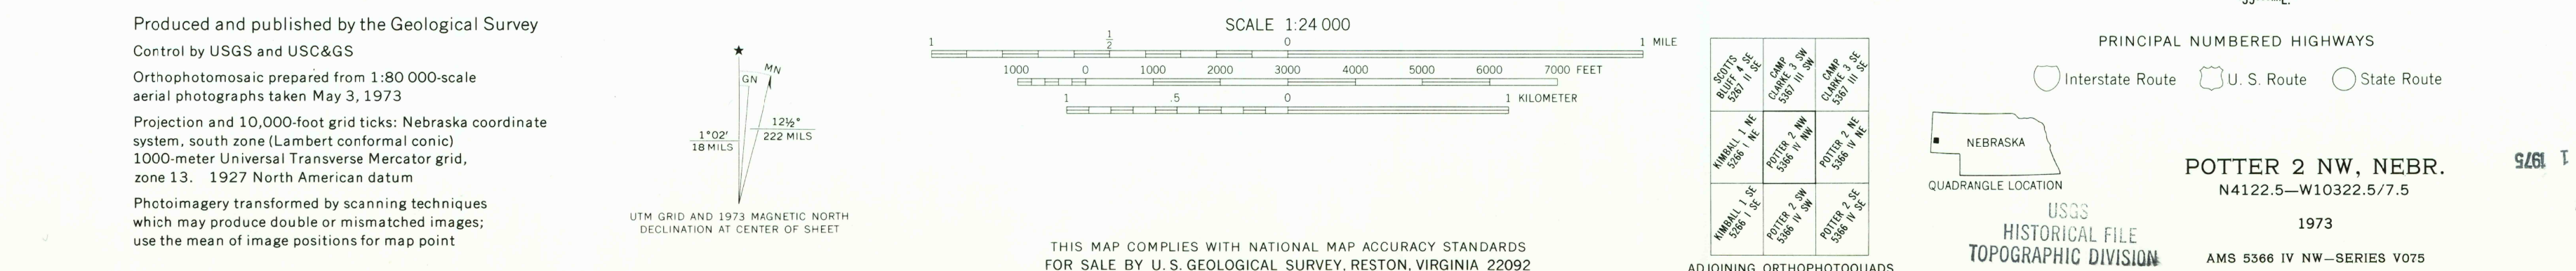 Produced and published by the Geological Survey
Control by USGS and USC&GS
Orthophotomosaic prepared from 1:80 000-scale
aerial photographs taken May 3, 1973
Projection and 10,000-foot grid ticks: Nebraska coordinate
system, south zone (Lambert conformal conic)
1000-meter Universal Transverse Mercator grid,
zone 13. 1927 North American datum
Photoimagery transformed by scanning techniques
which may produce double or mismatched images;
use the mean of image positions for map point
★
GN
MN
1°02′
18 MILS
12½°
222 MILS
UTM GRID AND 1973 MAGNETIC NORTH
DECLINATION AT CENTER OF SHEET
SCALE 1:24 000
1 ½ 0 1 MILE
1000 0 1000 2000 3000 4000 5000 6000 7000 FEET
1 .5 0 1 KILOMETER
THIS MAP COMPLIES WITH NATIONAL MAP ACCURACY STANDARDS
FOR SALE BY U. S. GEOLOGICAL SURVEY, RESTON, VIRGINIA 22092
SCOTTS
BLUFF 4 SE
5267 II SE
CAMP
CLARKE 3 SW
5367 III SW
CAMP
CLARKE 3 SE
5367 III SE
KIMBALL 1 NE
5266 I NE
POTTER 2 NW
5366 IV NW
POTTER 2 NE
5366 IV NE
KIMBALL 1 SE
5266 I SE
POTTER 2 SW
5366 IV SW
POTTER 2 SE
5366 IV SE
ADJOINING ORTHOPHOTOQUADS
PRINCIPAL NUMBERED HIGHWAYS
Interstate Route
U. S. Route
State Route
NEBRASKA
QUADRANGLE LOCATION
POTTER 2 NW, NEBR.
N4122.5—W10322.5/7.5
1973
AMS 5366 IV NW—SERIES V075
USGS
HISTORICAL FILE
TOPOGRAPHIC DIVISION
1 1975